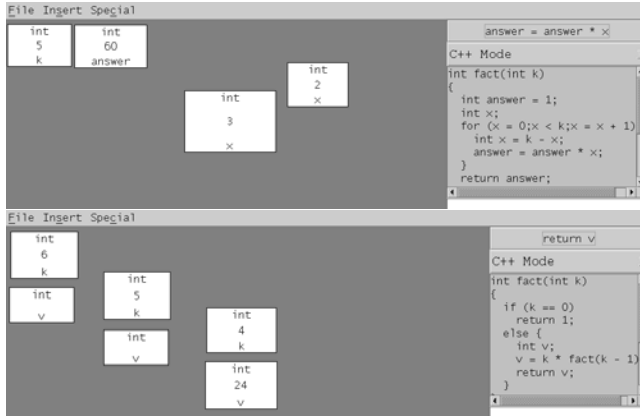 File Insert Special
int
5
k
int
60
answer
int
2
x
int
3
x
answer = answer * x
C++ Mode
int fact(int k)
{
int answer = 1;
int x;
for (x = 0;x < k;x = x + 1)
int x = k - x;
answer = answer * x;
}
return answer;
File Insert Special
int
6
k
int
v
int
5
k
int
v
int
4
k
int
24
v
return v
C++ Mode
int fact(int k)
{
if (k == 0)
return 1;
else {
int v;
v = k * fact(k - 1)
return v;
}